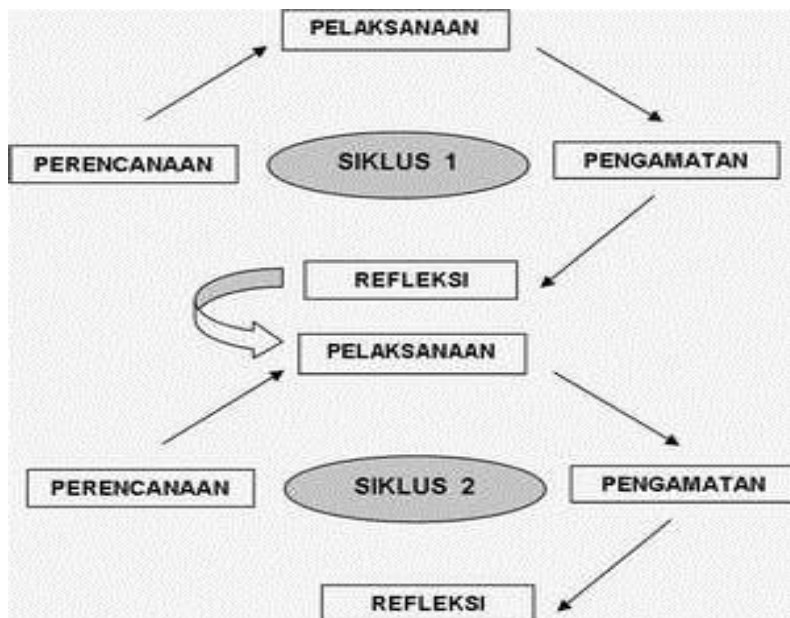 PELAKSANAAN
PERENCANAAN
SIKLUS 1
PENGAMATAN
REFLEKSI
PELAKSANAAN
PERENCANAAN
SIKLUS 2
PENGAMATAN
REFLEKSI